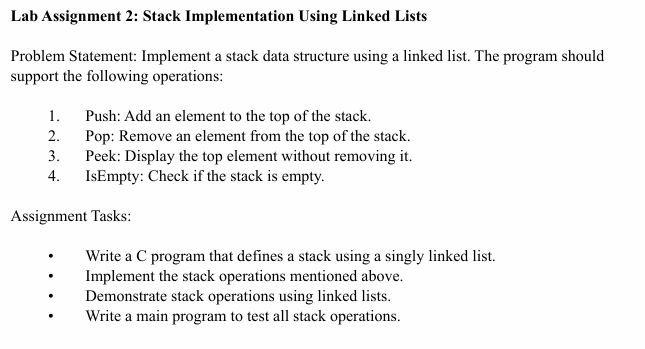 Lab Assignment 2: Stack Implementation Using Linked Lists
Problem Statement: Implement a stack data structure using a linked list. The program should
support the following operations:
1. Push: Add an element to the top of the stack.
2. Pop: Remove an element from the top of the stack.
3. Peek: Display the top element without removing it.
4. IsEmpty: Check if the stack is empty.
Assignment Tasks:
• Write a C program that defines a stack using a singly linked list.
• Implement the stack operations mentioned above.
• Demonstrate stack operations using linked lists.
• Write a main program to test all stack operations.